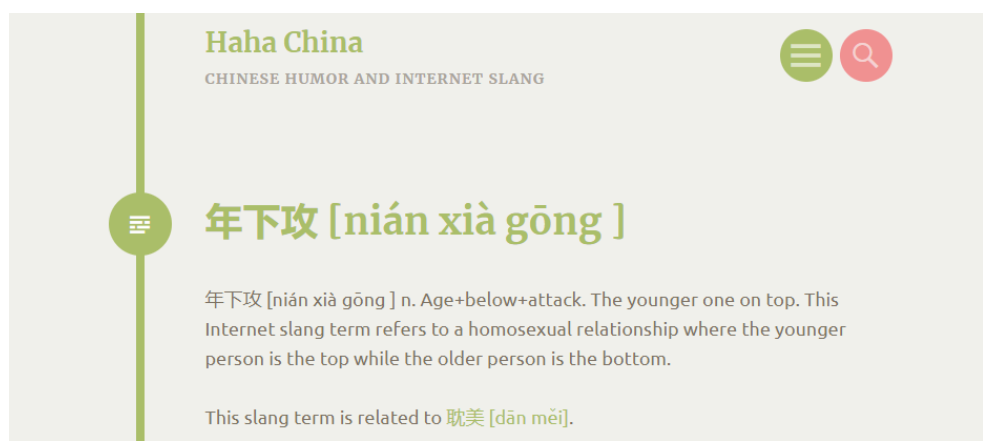 Haha China
CHINESE HUMOR AND INTERNET SLANG
年下攻 [nián xià gōng ]
年下攻 [nián xià gōng ] n. Age+below+attack. The younger one on top. This
Internet slang term refers to a homosexual relationship where the younger
person is the top while the older person is the bottom.
This slang term is related to 耽美 [dān měi].